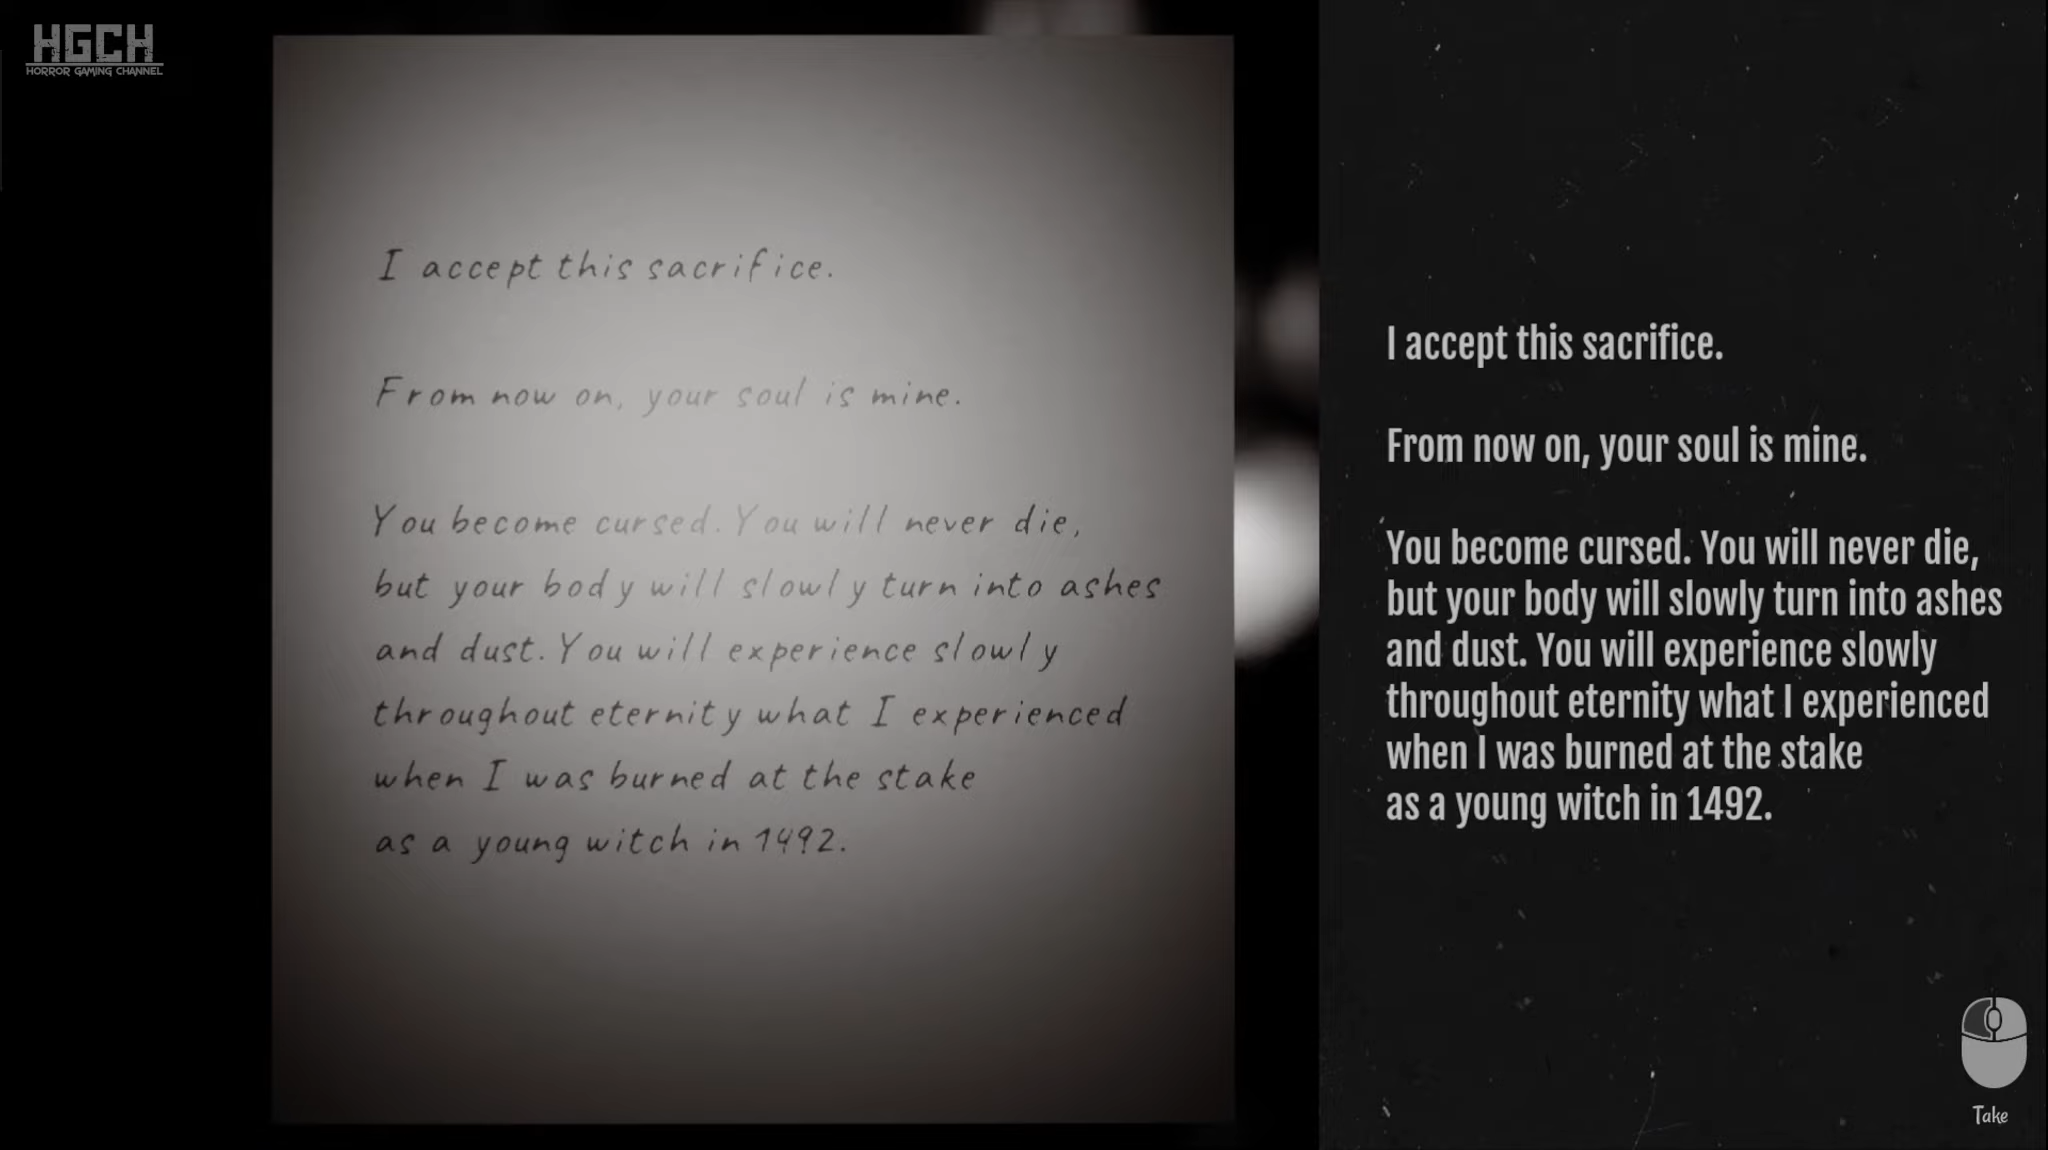 HGCH
HORROR GAMING CHANNEL
I accept this sacrifice.
From now on, your soul is mine.
You become cursed. You will never die,
but your body will slowly turn into ashes
and dust. You will experience slowly
throughout eternity what I experienced
when I was burned at the stake
as a young witch in 1492.
I accept this sacrifice.
From now on, your soul is mine.
You become cursed. You will never die,
but your body will slowly turn into ashes
and dust. You will experience slowly
throughout eternity what I experienced
when I was burned at the stake
as a young witch in 1492.
Take